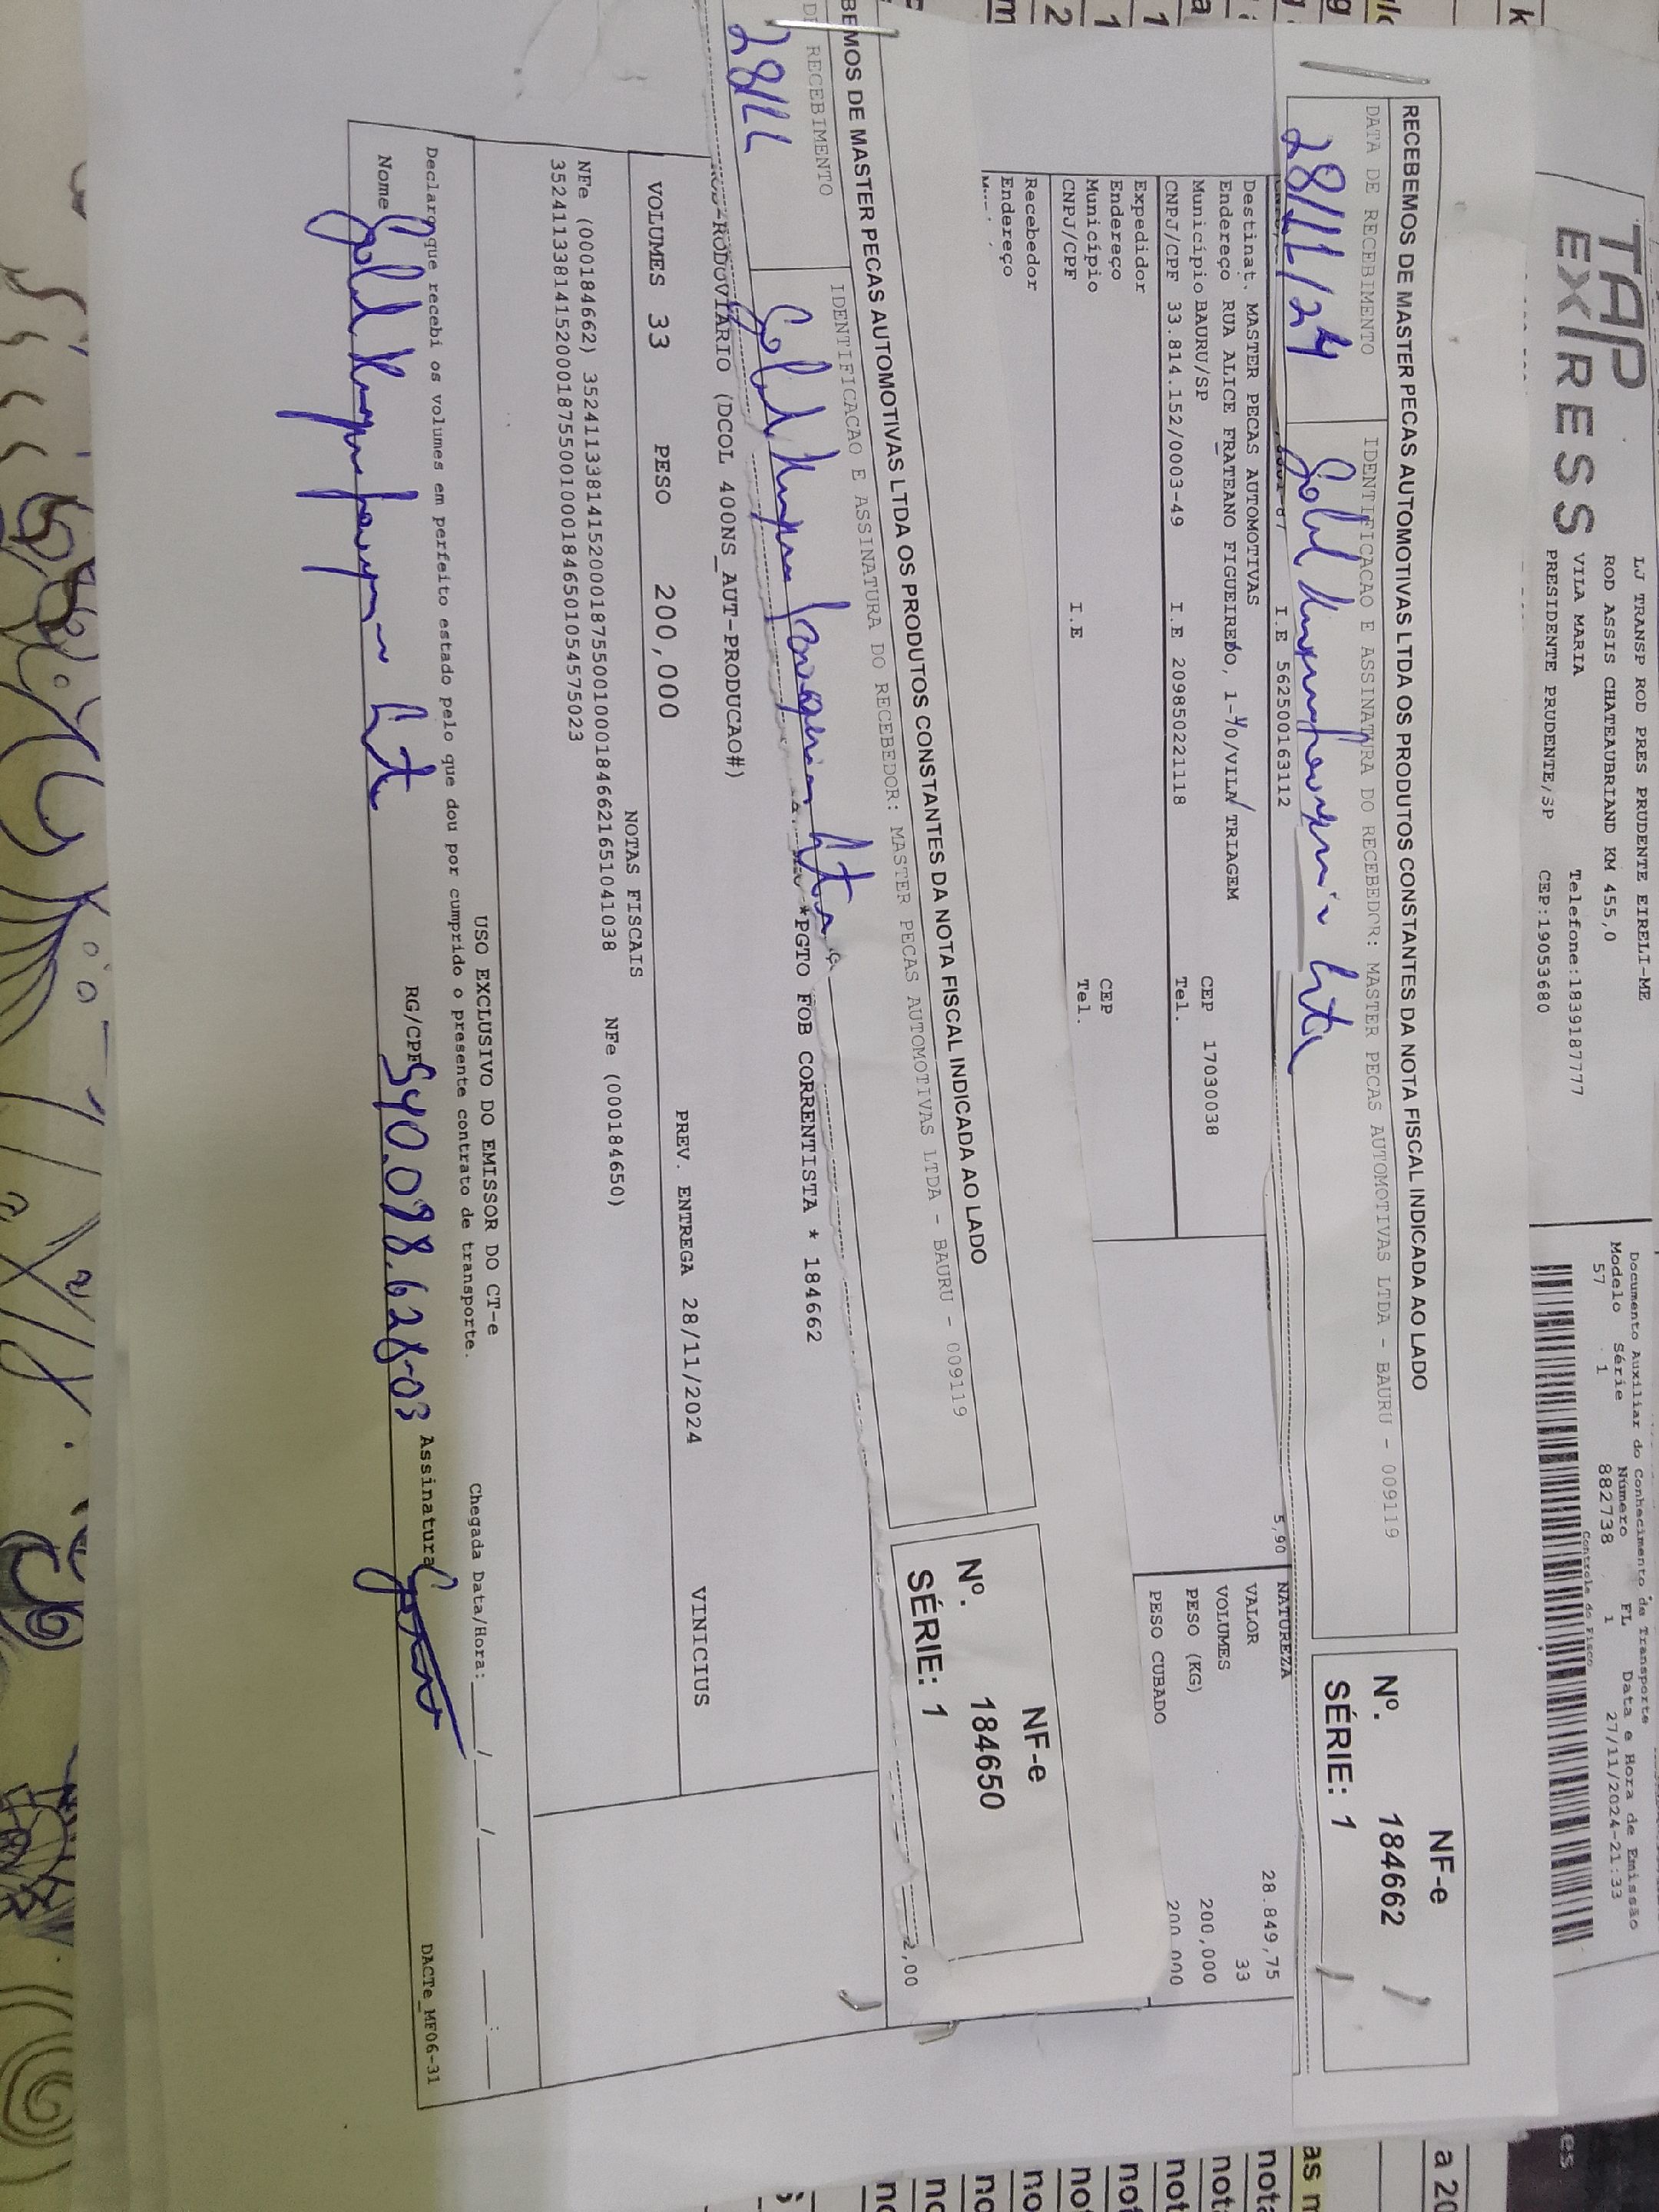 TAP
EXPRESS
LJ TRANSP ROD PRES PRUDENTE EIRELI-ME
ROD ASSIS CHATEAUBRIAND KM 455,0
VILA MARIA Telefone:1839187777
PRESIDENTE PRUDENTE/SP CEP:19053680
Documento Auxiliar do Conhecimento de Transporte
Modelo Série Número FL Data e Hora de Emissão
57 1 882738 1 27/11/2024-21:33
Controle do Fisco
RECEBEMOS DE MASTER PECAS AUTOMOTIVAS LTDA OS PRODUTOS CONSTANTES DA NOTA FISCAL INDICADA AO LADO
DATA DE RECEBIMENTO IDENTIFICACAO E ASSINATURA DO RECEBEDOR: MASTER PECAS AUTOMOTIVAS LTDA - BAURU - 009119
28/11/24
NF-e
Nº. 184662
SÉRIE: 1
I.E 562500163112
5,90
Destinat. MASTER PECAS AUTOMOTIVAS
Endereço RUA ALICE FRATEANO FIGUEIREDO, 1-40/VILA TRIAGEM
Município BAURU/SP CEP 17030038
CNPJ/CPF 33.814.152/0003-49 I.E 209850221118 Tel.
Expedidor
Endereço
Município CEP
CNPJ/CPF I.E Tel.
Recebedor
Endereço
NATUREZA
VALOR 28.849,75
VOLUMES 33
PESO (KG) 200,000
PESO CUBADO 200,000
BEMOS DE MASTER PECAS AUTOMOTIVAS LTDA OS PRODUTOS CONSTANTES DA NOTA FISCAL INDICADA AO LADO
RECEBIMENTO IDENTIFICACAO E ASSINATURA DO RECEBEDOR: MASTER PECAS AUTOMOTIVAS LTDA - BAURU - 009119
28/11
NF-e
Nº. 184650
SÉRIE: 1
2,00
*PGTO FOB CORRENTISTA * 184662
RODOVIARIO (DCOL 400NS_AUT-PRODUCAO#)
VOLUMES 33 PESO 200,000 PREV. ENTREGA 28/11/2024 VINICIUS
NOTAS FISCAIS
NFe (000184662) 35241133814152000187550010001846621651041038 NFe (000184650)
35241133814152000187550010001846501054575023
USO EXCLUSIVO DO EMISSOR DO CT-e
Declaro que recebi os volumes em perfeito estado pelo que dou por cumprido o presente contrato de transporte. Chegada Data/Hora: / / :
Nome RG/CPF 540.098.628-03 Assinatura
DACTe_MF06-31